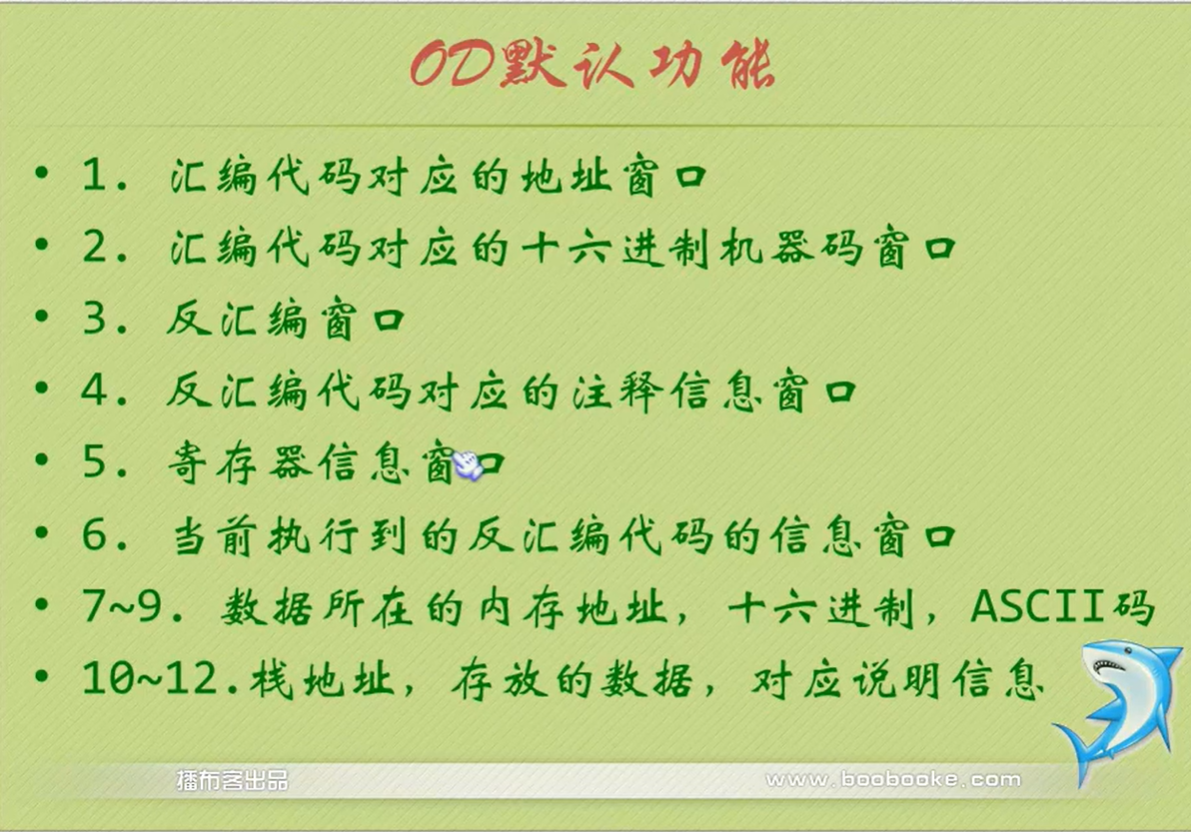 OD默认功能
• 1. 汇编代码对应的地址窗口
• 2. 汇编代码对应的十六进制机器码窗口
• 3. 反汇编窗口
• 4. 反汇编代码对应的注释信息窗口
• 5. 寄存器信息窗口
• 6. 当前执行到的反汇编代码的信息窗口
• 7~9. 数据所在的内存地址，十六进制，ASCII码
• 10~12.栈地址，存放的数据，对应说明信息
播布客出品
www.boobooke.com